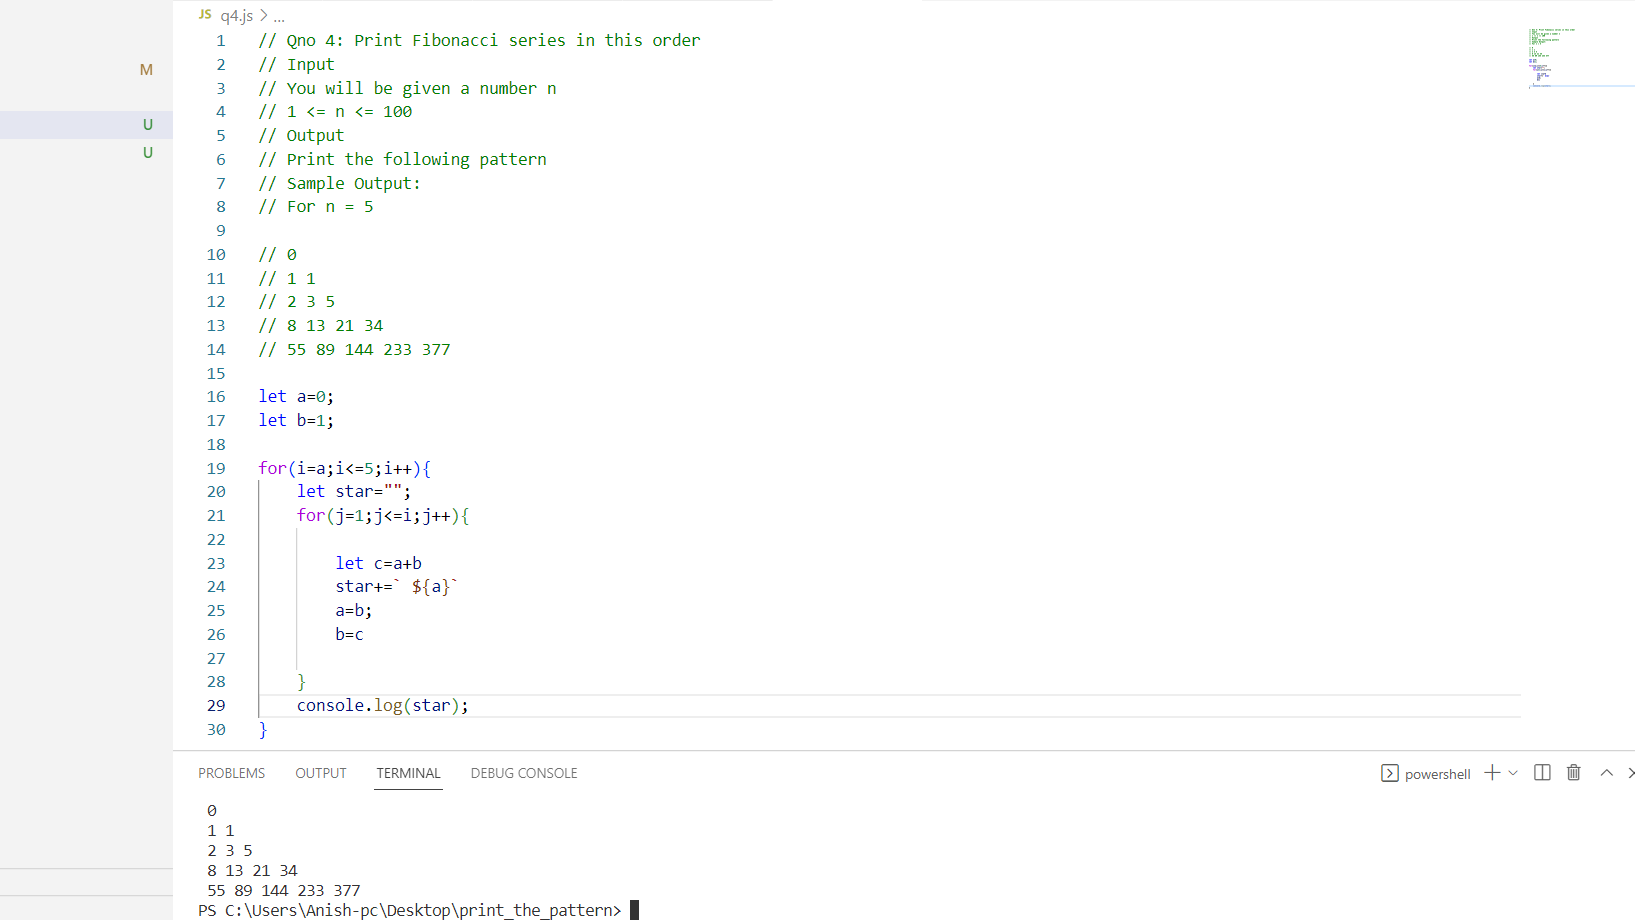 M
U
U
JS q4.js > ...
1 // Qno 4: Print Fibonacci series in this order
2 // Input
3 // You will be given a number n
4 // 1 <= n <= 100
5 // Output
6 // Print the following pattern
7 // Sample Output:
8 // For n = 5
9
10 // 0
11 // 1 1
12 // 2 3 5
13 // 8 13 21 34
14 // 55 89 144 233 377
15
16 let a=0;
17 let b=1;
18
19 for(i=a;i<=5;i++){
20     let star="";
21     for(j=1;j<=i;j++){
22
23         let c=a+b
24         star+=` ${a}`
25         a=b;
26         b=c
27
28     }
29     console.log(star);
30 }
PROBLEMS OUTPUT TERMINAL DEBUG CONSOLE powershell
0
1 1
2 3 5
8 13 21 34
55 89 144 233 377
PS C:\Users\Anish-pc\Desktop\print_the_pattern>